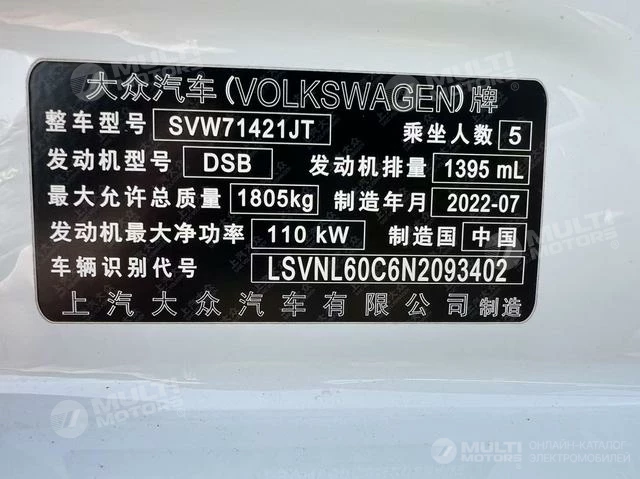 大众汽车(VOLKSWAGEN)牌
整车型号 SVW71421JT 乘坐人数 5
发动机型号 DSB 发动机排量 1395 mL
最大允许总质量 1805kg 制造年月 2022-07
发动机最大净功率 110 kW 制造国 中国
车辆识别代号 LSVNL60C6N2093402
上汽大众汽车有限公司 制造
MULTI MOTORS
MULTI MOTORS
MULTI MOTORS ОНЛАЙН-КАТАЛОГ ЭЛЕКТРОМОБИЛЕЙ